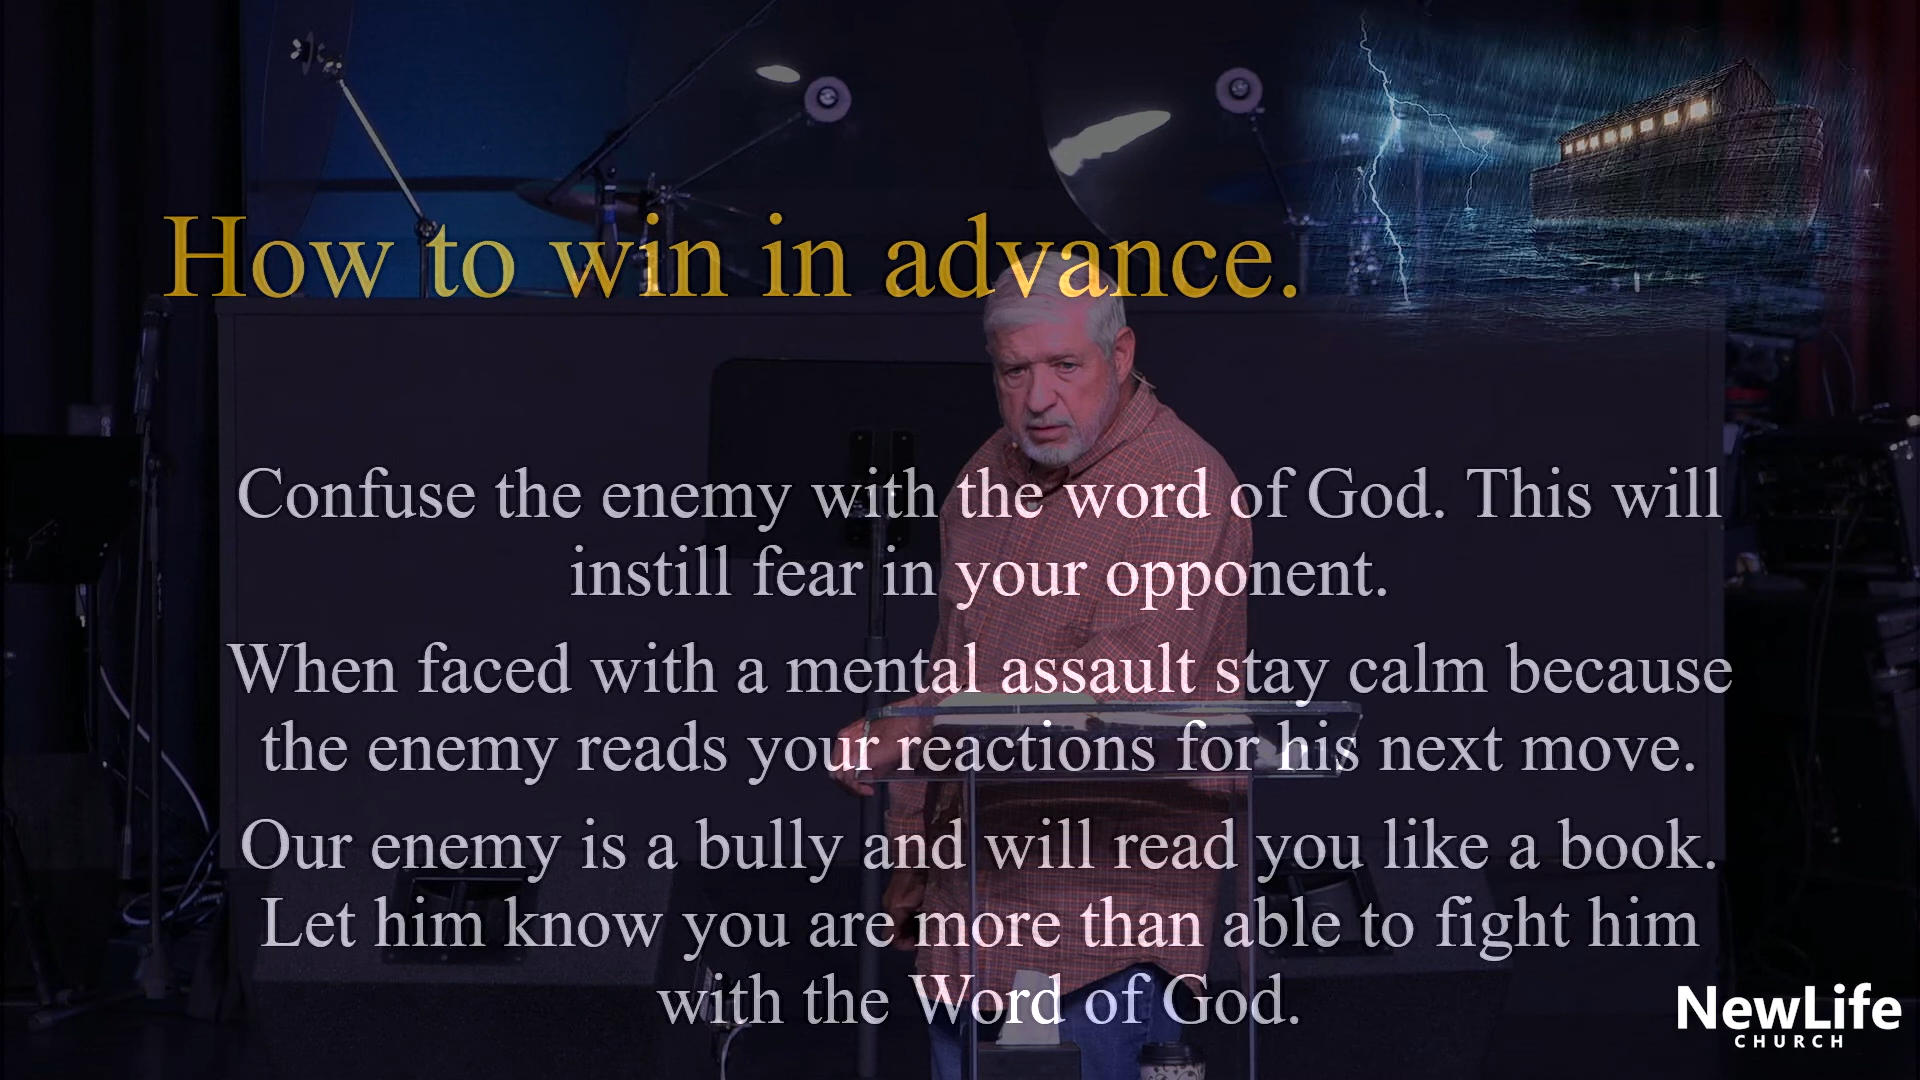 How to win in advance.
Confuse the enemy with the word of God. This will
instill fear in your opponent.
When faced with a mental assault stay calm because
the enemy reads your reactions for his next move.
Our enemy is a bully and will read you like a book.
Let him know you are more than able to fight him
with the Word of God.
NewLife
CHURCH